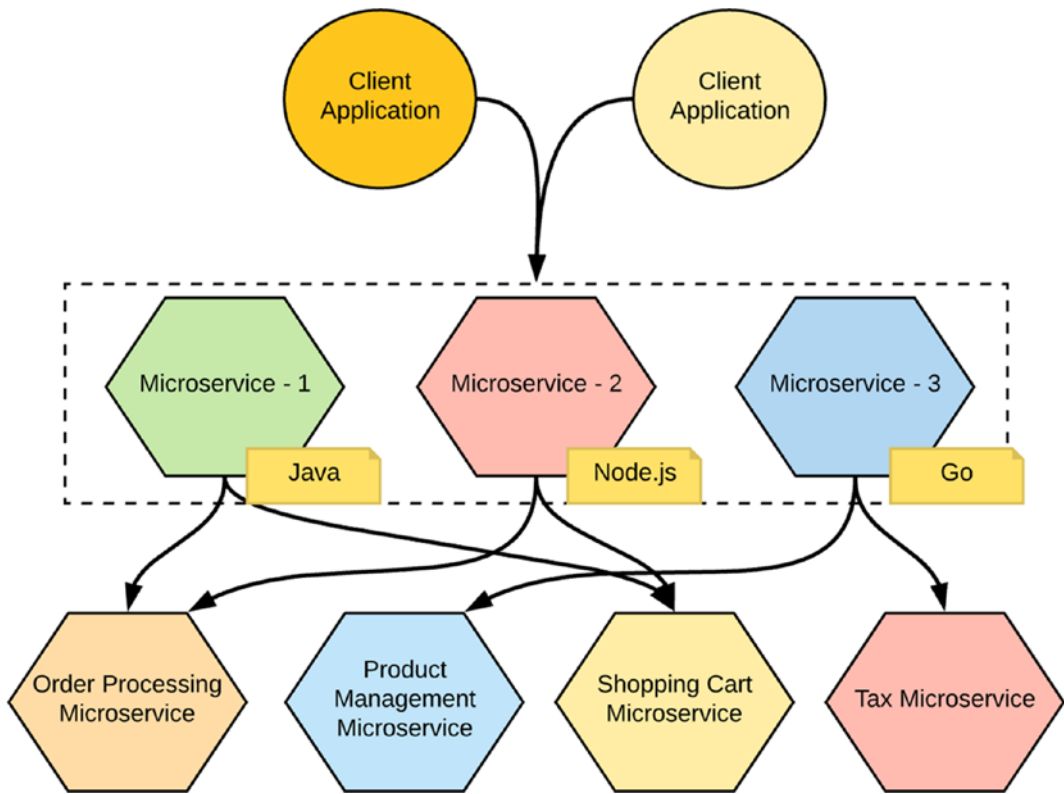 Client
Application
Client
Application
Microservice - 1
Microservice - 2
Microservice - 3
Java
Node.js
Go
Order Processing
Microservice
Product
Management
Microservice
Shopping Cart
Microservice
Tax Microservice